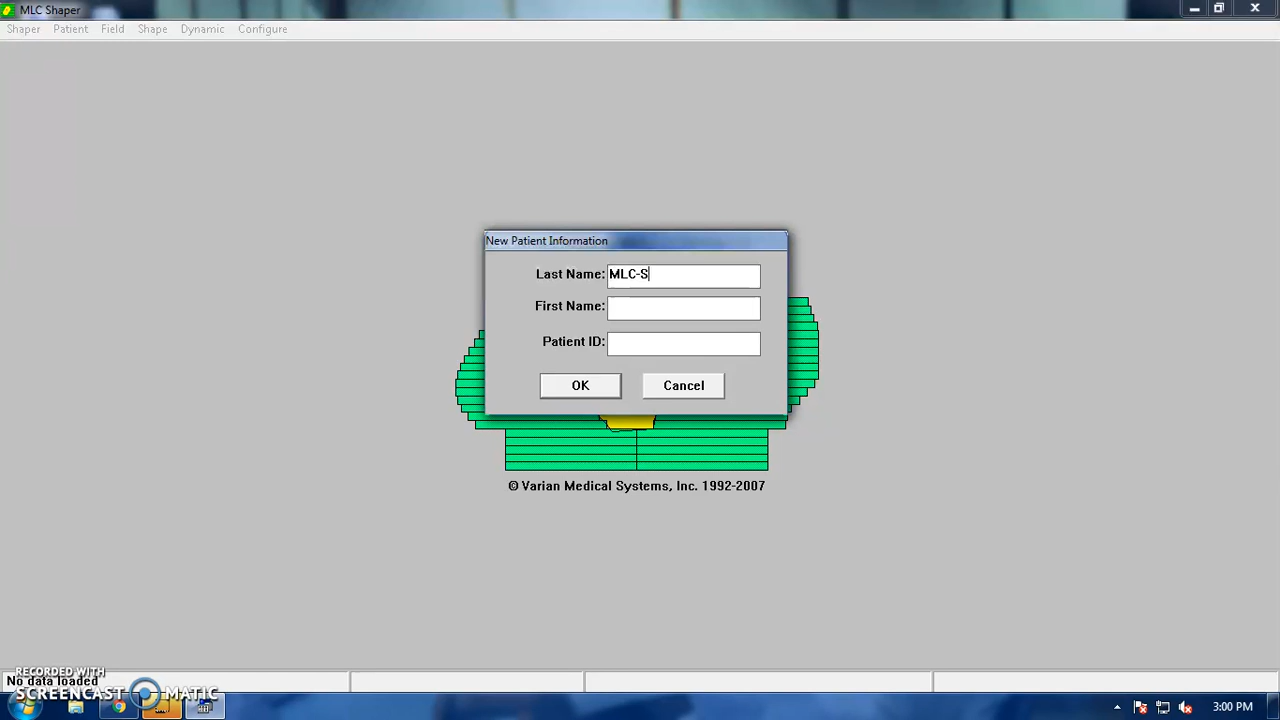 MLC Shaper
Shaper Patient Field Shape Dynamic Configure
New Patient Information
Last Name: MLC-S
First Name:
Patient ID:
OK Cancel
© Varian Medical Systems, Inc. 1992-2007
RECORDED WITH
No data loaded
SCREENCAST MATIC
3:00 PM